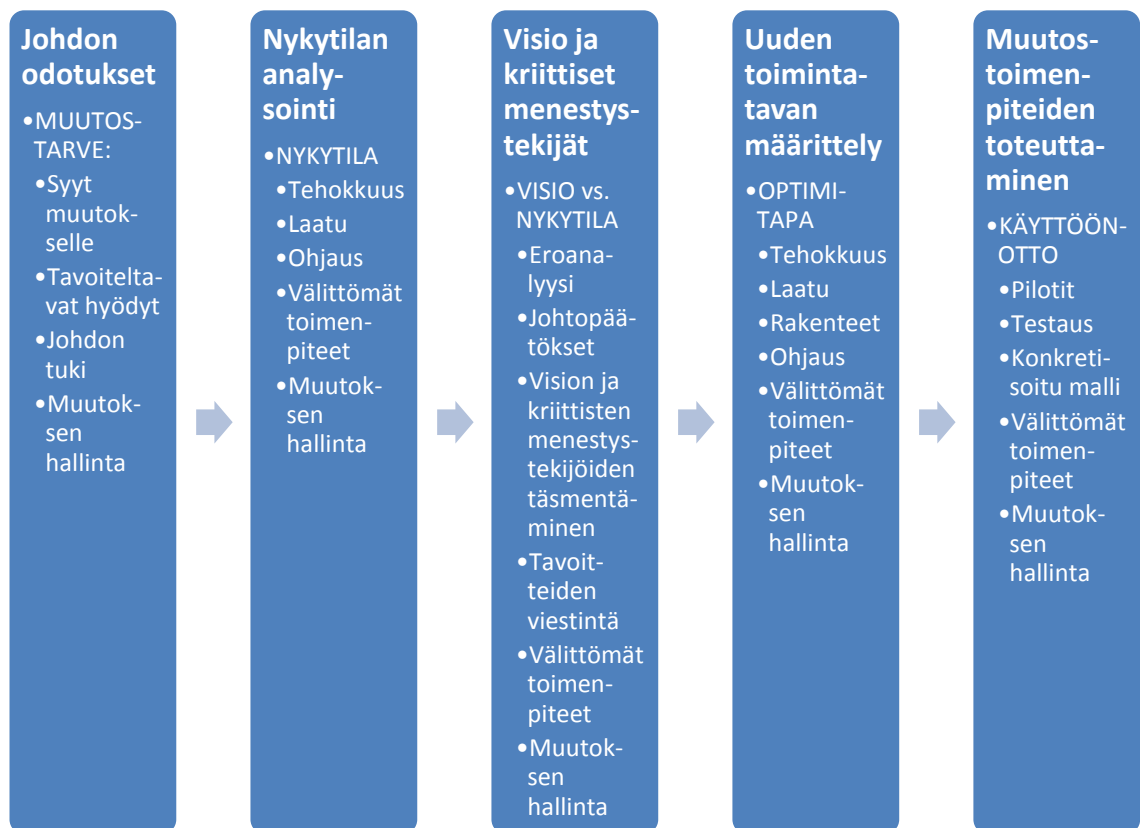 Johdon
odotukset
•MUUTOS-
TARVE:
•Syyt
muutok-
selle
•Tavoitelta-
vat hyödyt
•Johdon
tuki
•Muutok-
sen
hallinta
Nykytilan
analy-
sointi
•NYKYTILA
•Tehokkuus
•Laatu
•Ohjaus
•Välittömät
toimen-
piteet
•Muutok-
sen
hallinta
Visio ja
kriittiset
menestys-
tekijät
•VISIO vs.
NYKYTILA
•Eroana-
lyysi
•Johtopää-
tökset
•Vision ja
kriittisten
menestys-
tekijöiden
täsmentä-
minen
•Tavoit-
teiden
viestintä
•Välittömät
toimen-
piteet
•Muutok-
sen
hallinta
Uuden
toiminta-
tavan
määrittely
•OPTIMI-
TAPA
•Tehokkuus
•Laatu
•Rakenteet
•Ohjaus
•Välittömät
toimen-
piteet
•Muutok-
sen
hallinta
Muutos-
toimen-
piteiden
toteutta-
minen
•KÄYTTÖÖN-
OTTO
•Pilotit
•Testaus
•Konkreti-
soitu malli
•Välittömät
toimen-
piteet
•Muutok-
sen
hallinta